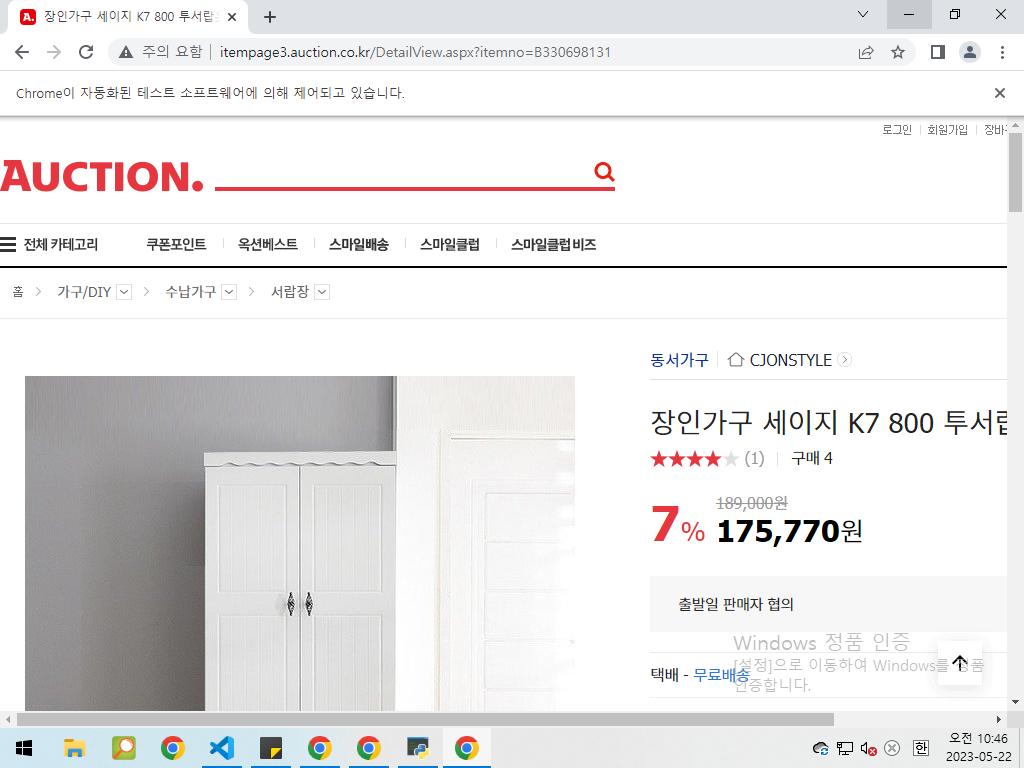 장인가구 세이지 K7 800 투서랍
주의 요함
itempage3.auction.co.kr/DetailView.aspx?itemno=B330698131
Chrome이 자동화된 테스트 소프트웨어에 의해 제어되고 있습니다.
로그인 회원가입 장바
AUCTION.
전체 카테고리 쿠폰포인트 옥션베스트 스마일배송 스마일클럽 스마일클럽 비즈
홈 가구/DIY 수납가구 서랍장
동서가구 CJONSTYLE
장인가구 세이지 K7 800 투서랍
(1) 구매 4
189,000원
7% 175,770원
출발일 판매자 협의
Windows 정품 인증
[설정]으로 이동하여 Windows를 정품
택배 - 무료배송
인증합니다.
한
오전 10:46
2023-05-22